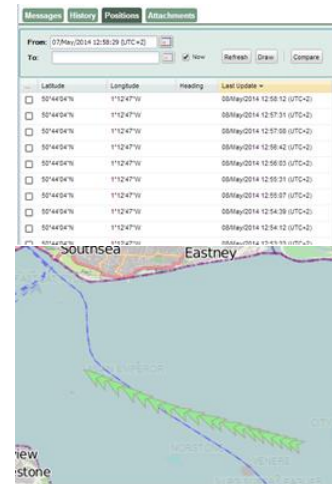 Messages History Positions Attachments
From: 07/May/2014 12:58:29 (UTC+2)
To: Now Refresh Draw Compare
... Latitude Longitude Heading Last Update
50°44'04"N 1°12'47"W 08/May/2014 12:58:12 (UTC+2)
50°44'04"N 1°12'47"W 08/May/2014 12:57:31 (UTC+2)
50°44'04"N 1°12'47"W 08/May/2014 12:57:08 (UTC+2)
50°44'04"N 1°12'47"W 08/May/2014 12:56:42 (UTC+2)
50°44'04"N 1°12'47"W 08/May/2014 12:56:03 (UTC+2)
50°44'04"N 1°12'47"W 08/May/2014 12:55:31 (UTC+2)
50°44'04"N 1°12'47"W 08/May/2014 12:55:07 (UTC+2)
50°44'04"N 1°12'47"W 08/May/2014 12:54:39 (UTC+2)
50°44'04"N 1°12'47"W 08/May/2014 12:54:12 (UTC+2)
50°44'04"N 1°12'47"W
Southsea Eastney
EMPEROR
iew
stone